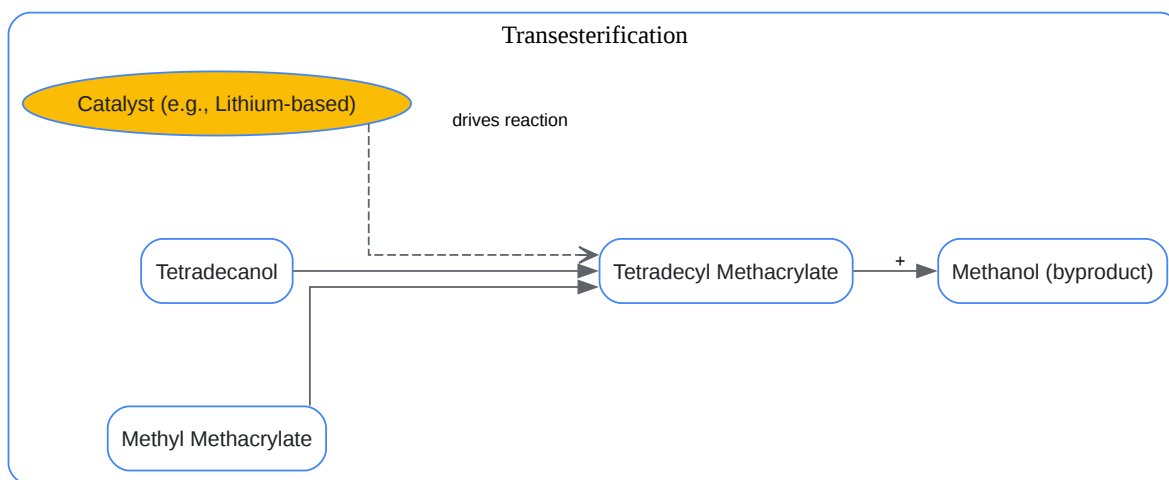 Transesterification
Catalyst (e.g., Lithium-based)
drives reaction
Tetradecanol
Tetradecyl Methacrylate
+
Methanol (byproduct)
Methyl Methacrylate